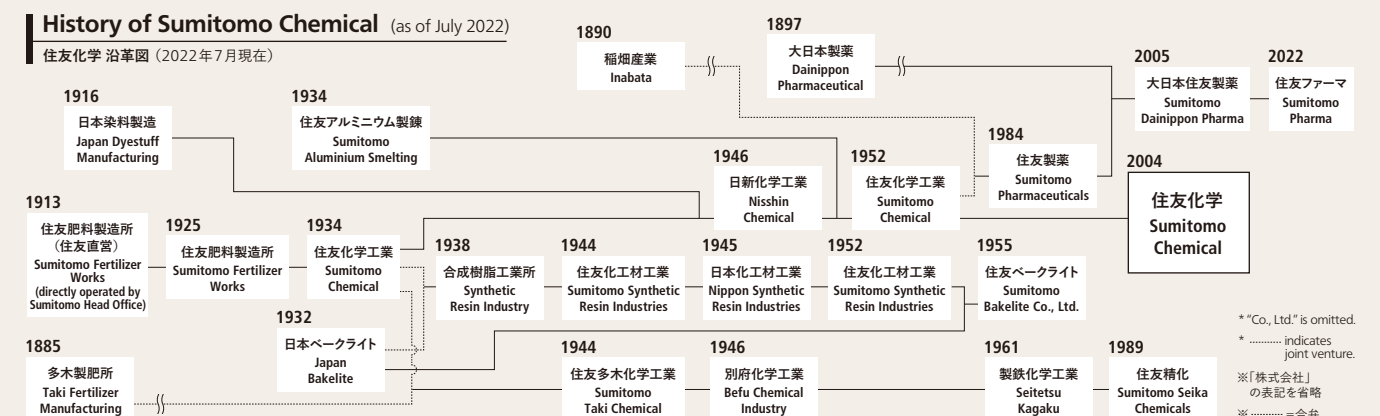 History of Sumitomo Chemical (as of July 2022)
住友化学 沿革図（2022年7月現在）
1890
稲畑産業
Inabata
1897
大日本製薬
Dainippon
Pharmaceutical
2005
大日本住友製薬
Sumitomo
Dainippon Pharma
2022
住友ファーマ
Sumitomo
Pharma
1916
日本染料製造
Japan Dyestuff
Manufacturing
1934
住友アルミニウム製錬
Sumitomo
Aluminium Smelting
1946
日新化学工業
Nisshin
Chemical
1952
住友化学工業
Sumitomo
Chemical
1984
住友製薬
Sumitomo
Pharmaceuticals
2004
住友化学
Sumitomo
Chemical
1913
住友肥料製造所
（住友直営）
Sumitomo Fertilizer
Works
(directly operated by
Sumitomo Head Office)
1925
住友肥料製造所
Sumitomo Fertilizer
Works
1934
住友化学工業
Sumitomo
Chemical
1938
合成樹脂工業所
Synthetic
Resin Industry
1944
住友化工材工業
Sumitomo Synthetic
Resin Industries
1945
日本化工材工業
Nippon Synthetic
Resin Industries
1952
住友化工材工業
Sumitomo Synthetic
Resin Industries
1955
住友ベークライト
Sumitomo
Bakelite Co., Ltd.
1932
日本ベークライト
Japan
Bakelite
1885
多木製肥所
Taki Fertilizer
Manufacturing
1944
住友多木化学工業
Sumitomo
Taki Chemical
1946
別府化学工業
Befu Chemical
Industry
1961
製鉄化学工業
Seitetsu
Kagaku
1989
住友精化
Sumitomo Seika
Chemicals
* "Co., Ltd." is omitted.
* ........... indicates
joint venture.
※「株式会社」
の表記を省略
※ ........... =合弁